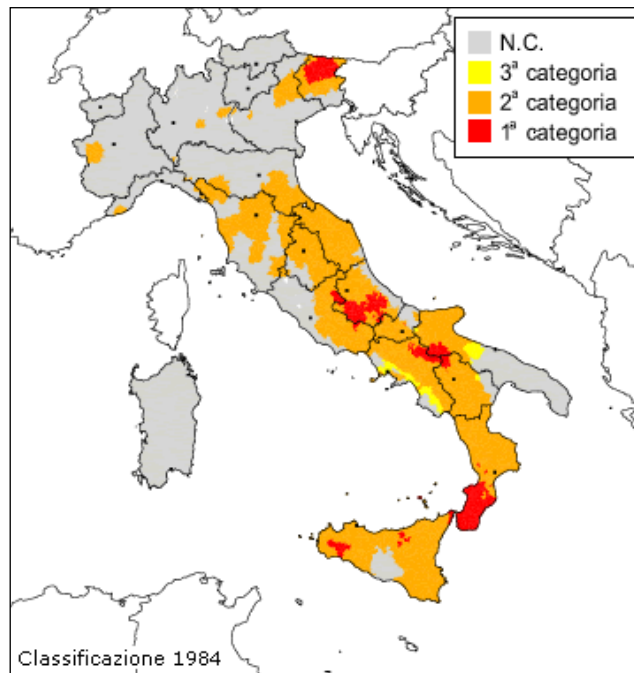 N.C.
3ª categoria
2ª categoria
1ª categoria
Classificazione 1984